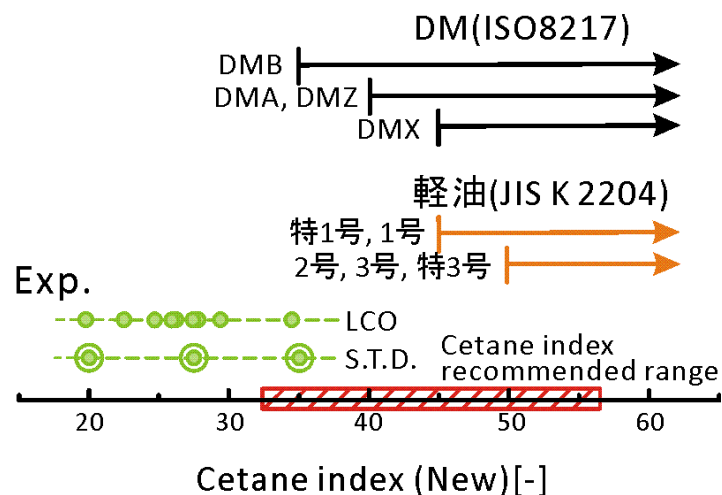 DM(ISO8217)
DMB
DMA, DMZ
DMX
軽油(JIS K 2204)
特1号, 1号
2号, 3号, 特3号
Exp.
LCO
S.T.D.
Cetane index
recommended range
20 30 40 50 60
Cetane index (New)[-]